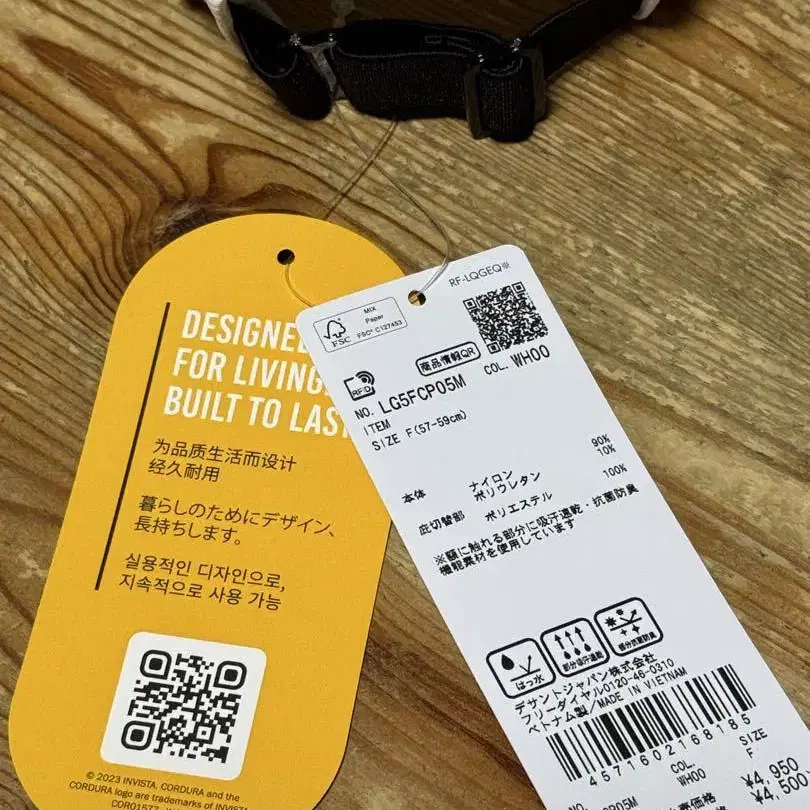 DESIGNED
FOR LIVING.
BUILT TO LAST
为品质生活而设计
经久耐用
暮らしのためにデザイン、
長持ちします。
실용적인 디자인으로,
지속적으로 사용 가능
© 2023 INVISTA. CORDURA and the
CORDURA logo are trademarks of INVISTA.
RF-LQGEQ※
MIX
Paper
FSC
FSC® C127453
商品情報QR
RFID
NO. LG5FCP05M COL. WH00
ITEM
SIZE F(57-59cm)
本体 ナイロン 90%
ポリウレタン 10%
庇切替部 ポリエステル 100%
※額に触れる部分に吸汗速乾・抗菌防臭
機能素材を使用しています
はっ水
部分吸汗速乾
部分抗菌防臭
デサントジャパン株式会社
フリーダイヤル0120-46-0310
ベトナム製/MADE IN VIETNAM
4571602168185
COL. SIZE
WH00 F
¥4,950
¥4,500